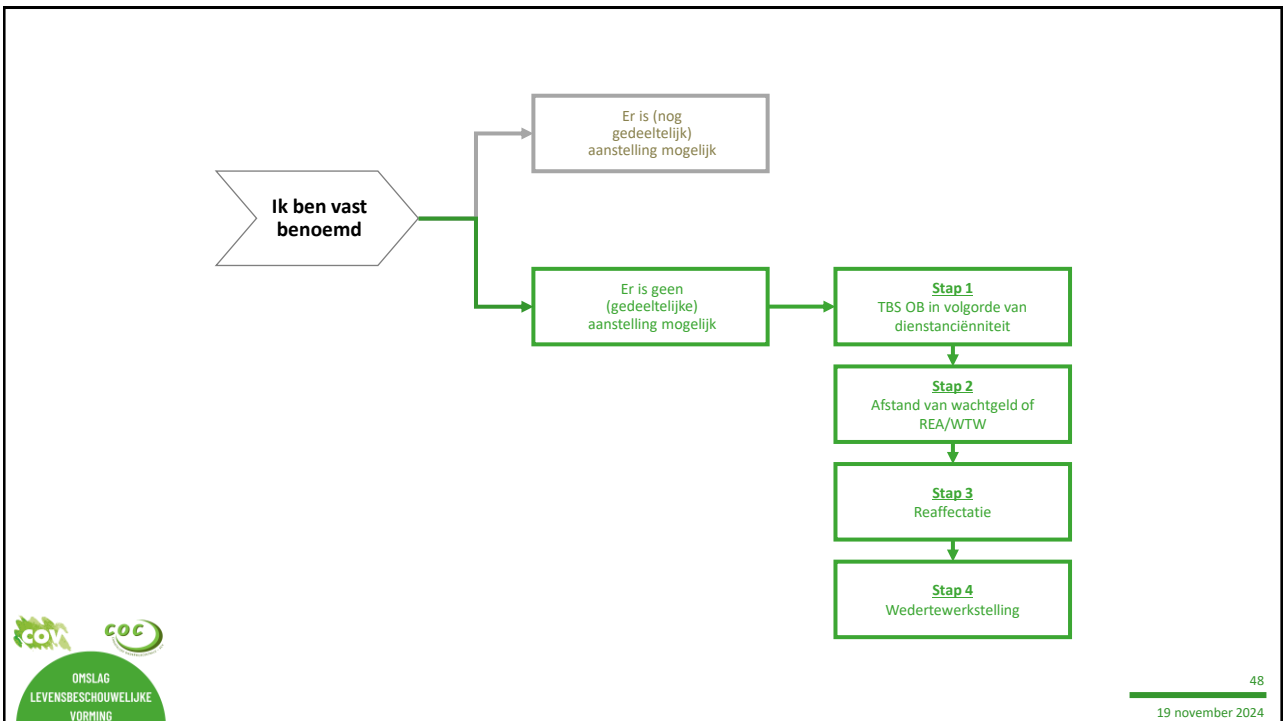 Er is (nog
gedeeltelijk)
aanstelling mogelijk
Ik ben vast
benoemd
Er is geen
(gedeeltelijke)
aanstelling mogelijk
Stap 1
TBS OB in volgorde van
dienstanciënniteit
Stap 2
Afstand van wachtgeld of
REA/WTW
Stap 3
Reaffectatie
Stap 4
Wedertewerkstelling
COV
COC
OMSLAG
LEVENSBESCHOUWELIJKE
VORMING
48
19 november 2024